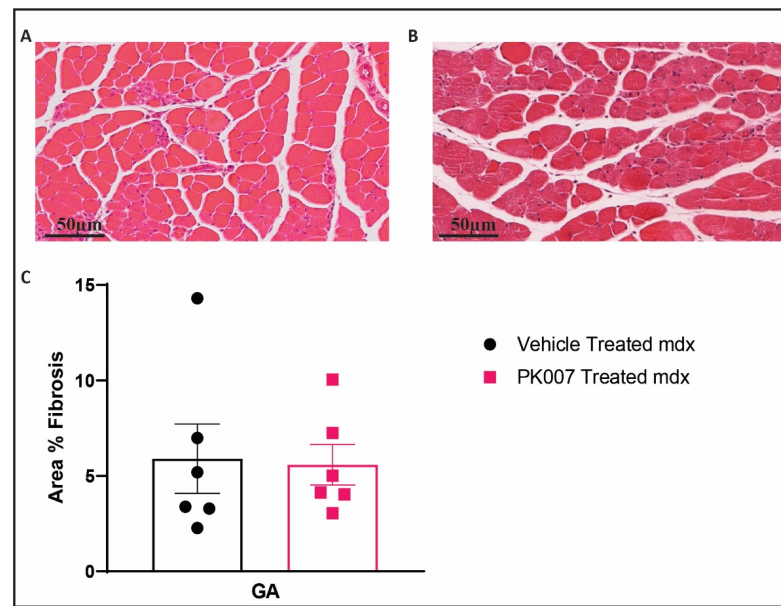 A
B
50µm
50µm
C
15
10
5
0
Area % Fibrosis
GA
Vehicle Treated mdx
PK007 Treated mdx